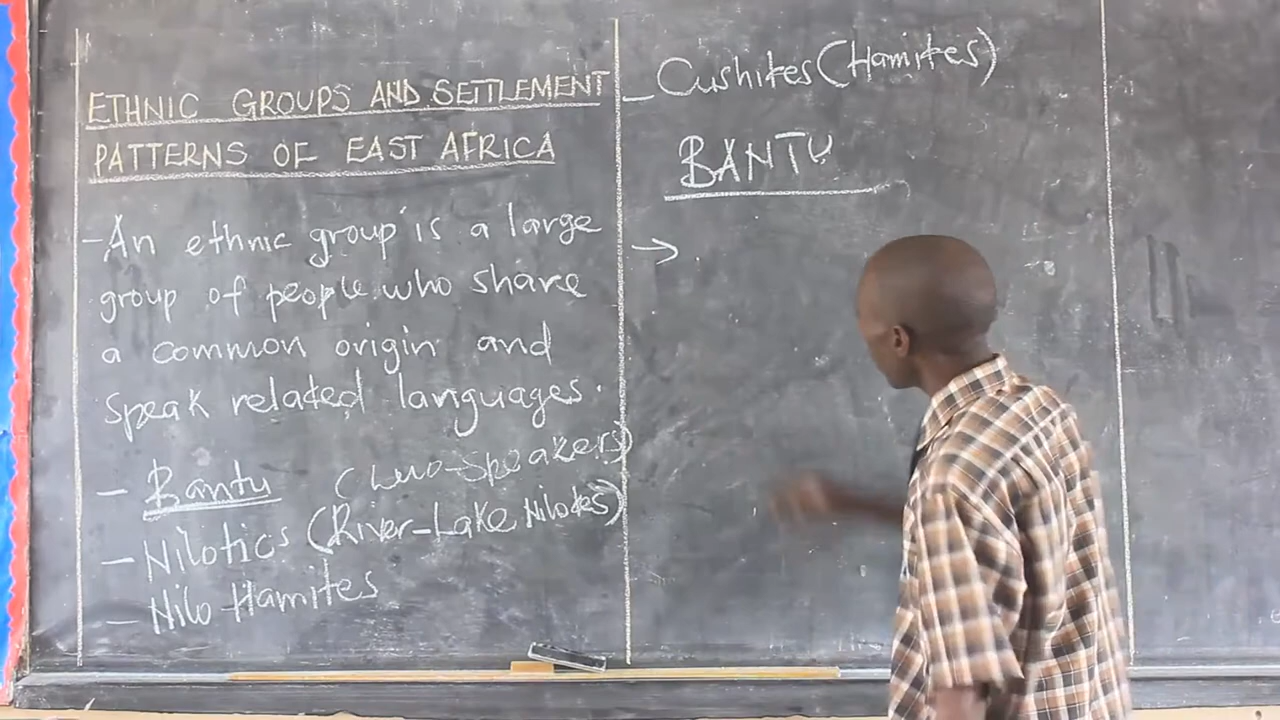 ETHNIC GROUPS AND SETTLEMENT
PATTERNS OF EAST AFRICA
- An ethnic group is a large
group of people who share
a common origin and
speak related languages.
- Bantu (Luo-Speakers)
- Nilotics (River-Lake Nilotes)
- Nilo-Hamites
- Cushites (Hamites)
BANTU
→